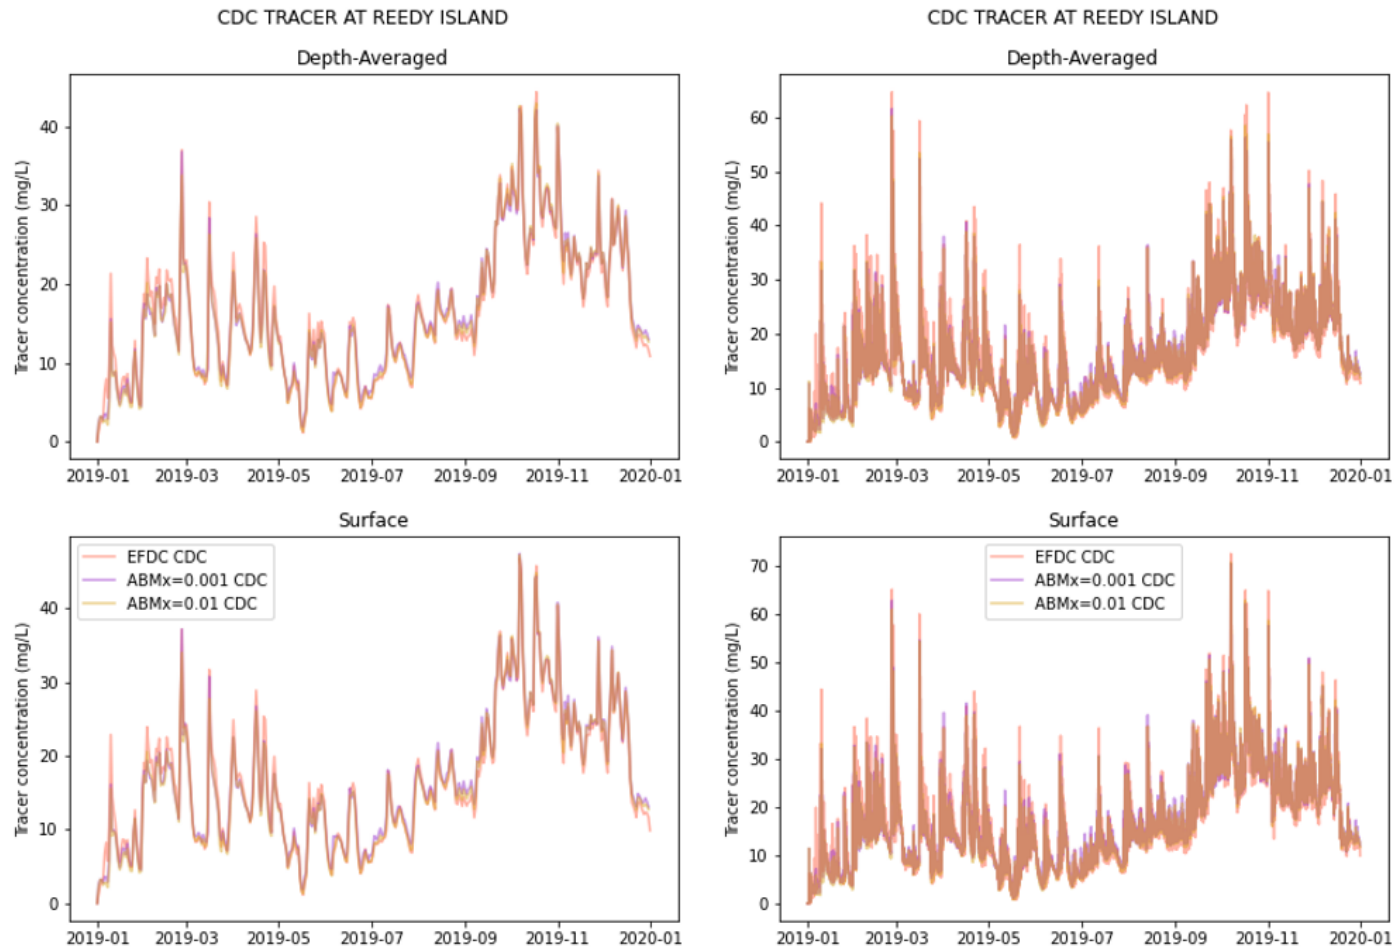 CDC TRACER AT REEDY ISLAND
Depth-Averaged
Tracer concentration (mg/L)
40
30
20
10
0
2019-01 2019-03 2019-05 2019-07 2019-09 2019-11 2020-01
CDC TRACER AT REEDY ISLAND
Depth-Averaged
Tracer concentration (mg/L)
60
50
40
30
20
10
0
2019-01 2019-03 2019-05 2019-07 2019-09 2019-11 2020-01
Surface
EFDC CDC
ABMx=0.001 CDC
ABMx=0.01 CDC
Tracer concentration (mg/L)
40
30
20
10
0
2019-01 2019-03 2019-05 2019-07 2019-09 2019-11 2020-01
Surface
EFDC CDC
ABMx=0.001 CDC
ABMx=0.01 CDC
Tracer concentration (mg/L)
70
60
50
40
30
20
10
0
2019-01 2019-03 2019-05 2019-07 2019-09 2019-11 2020-01